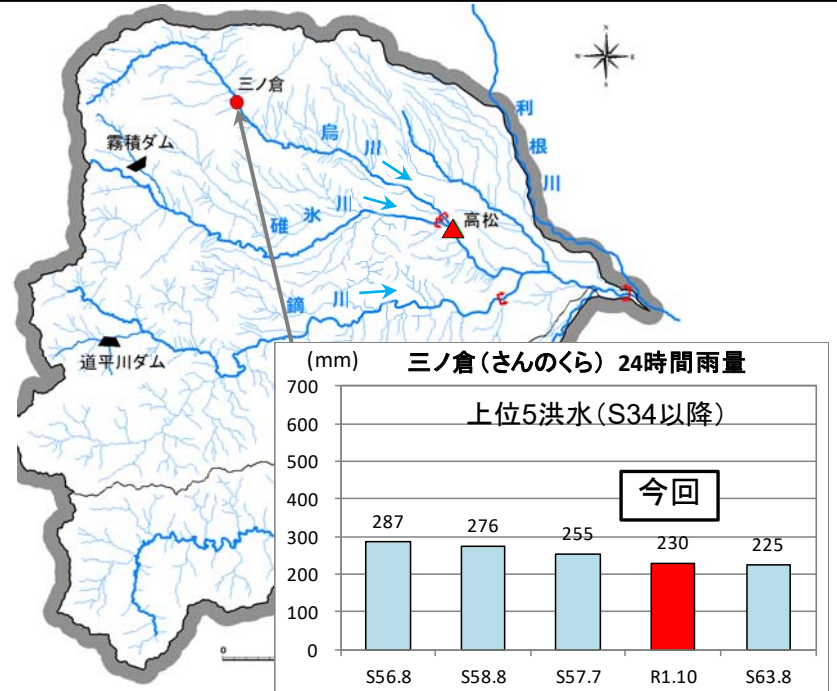 N
W
E
S
三ノ倉
霧積ダム
烏川
利根川
碓氷川
高松
鏑川
道平川ダム
0
(mm)
三ノ倉(さんのくら) 24時間雨量
上位5洪水(S34以降)
今回
700
600
500
400
300
200
100
0
287
276
255
230
225
S56.8
S58.8
S57.7
R1.10
S63.8